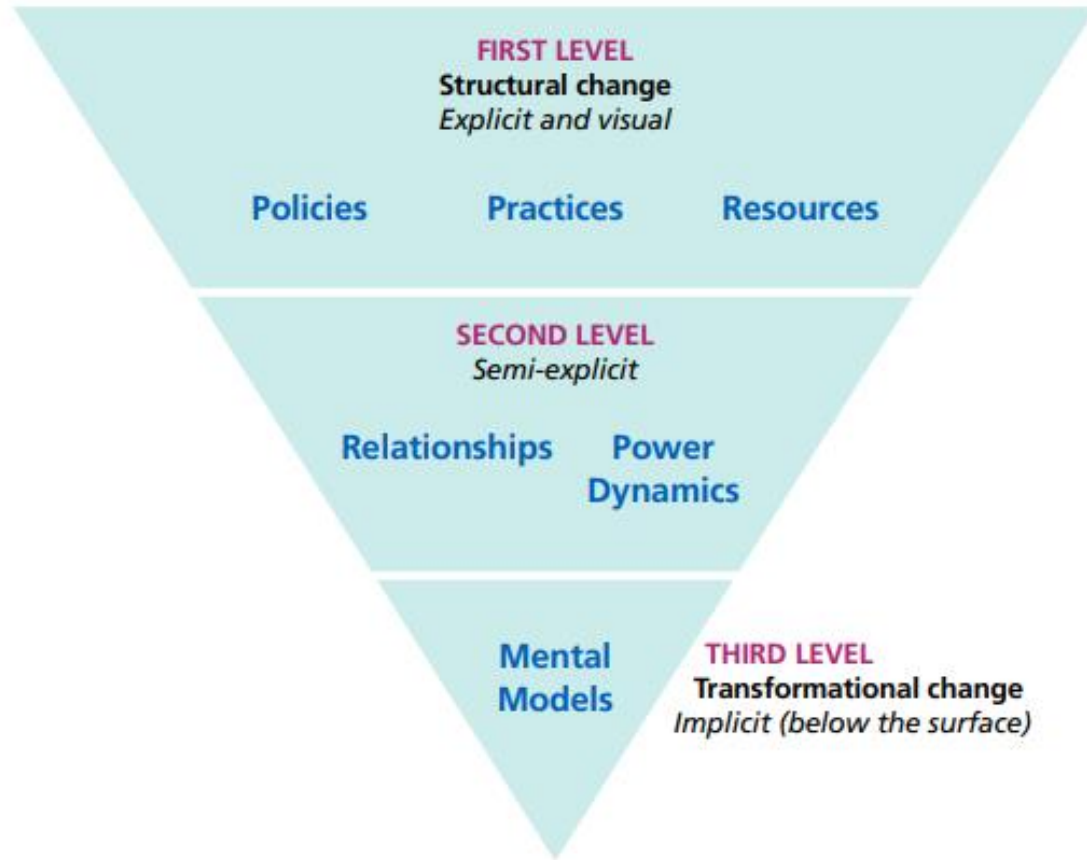 FIRST LEVEL
Structural change
Explicit and visual
Policies Practices Resources
SECOND LEVEL
Semi-explicit
Relationships Power
Dynamics
Mental
Models
THIRD LEVEL
Transformational change
Implicit (below the surface)